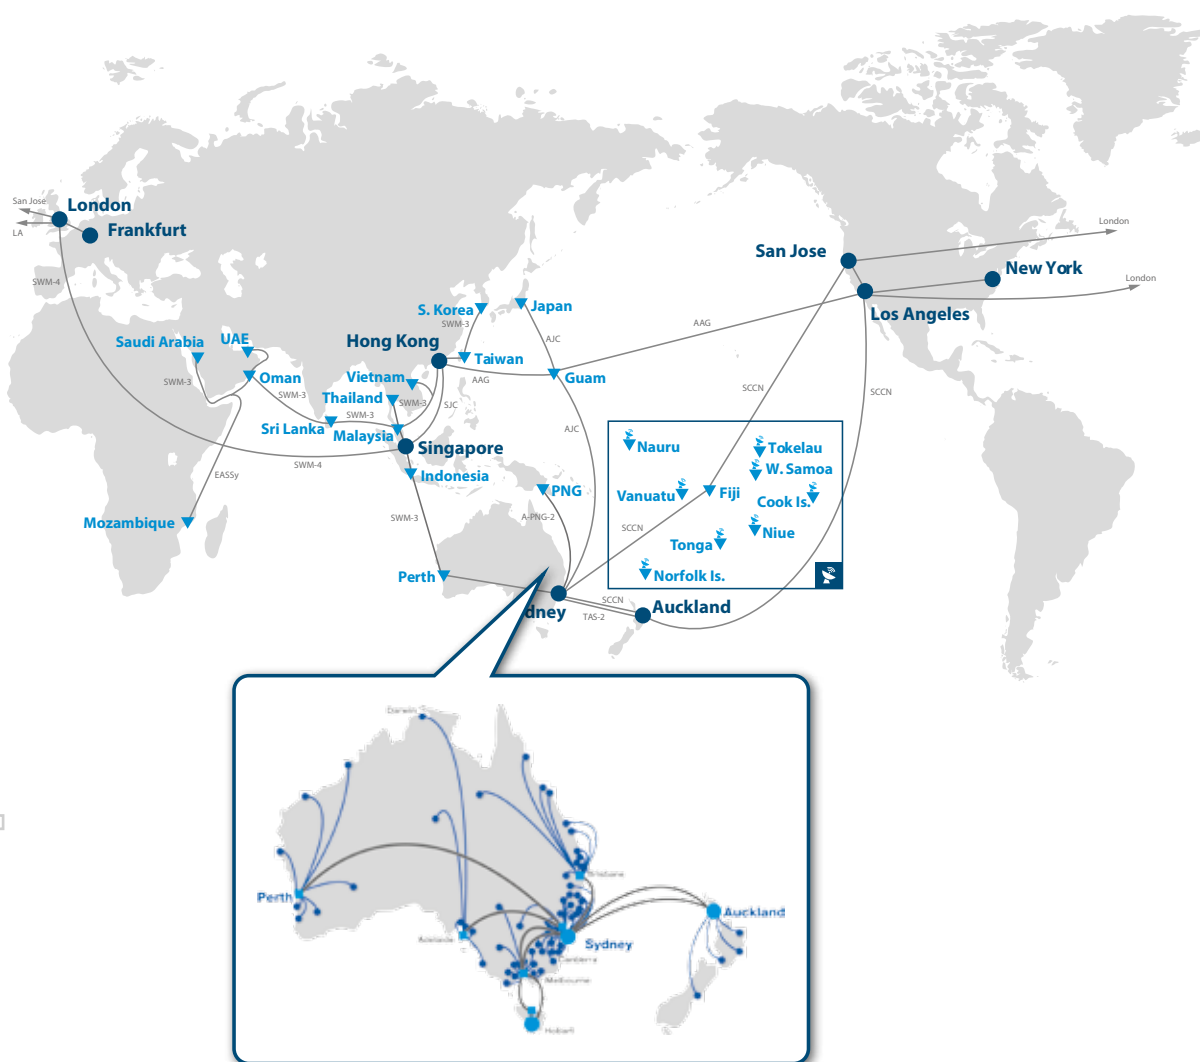 San Jose
London
LA
Frankfurt
London
San Jose
New York
London
SWM-4
Los Angeles
S. Korea
Japan
SWM-3
AAG
Saudi Arabia
UAE
Hong Kong
AJC
Taiwan
Vietnam
AAG
Guam
Oman
SWM-3
SWM-3
Thailand
SWM-3
SJC
SCCN
SCCN
SWM-3
Sri Lanka
Malaysia
AJC
Singapore
Nauru
Tokelau
SWM-4
W. Samoa
EASSy
Indonesia
PNG
Vanuatu
Fiji
Cook Is.
Mozambique
SWM-3
A-PNG-2
SCCN
Niue
Tonga
Perth
Norfolk Is.
dney
SCCN
Auckland
TAS-2
Darwin
Brisbane
Perth
Auckland
Adelaide
Sydney
Canberra
Melbourne
Hobart